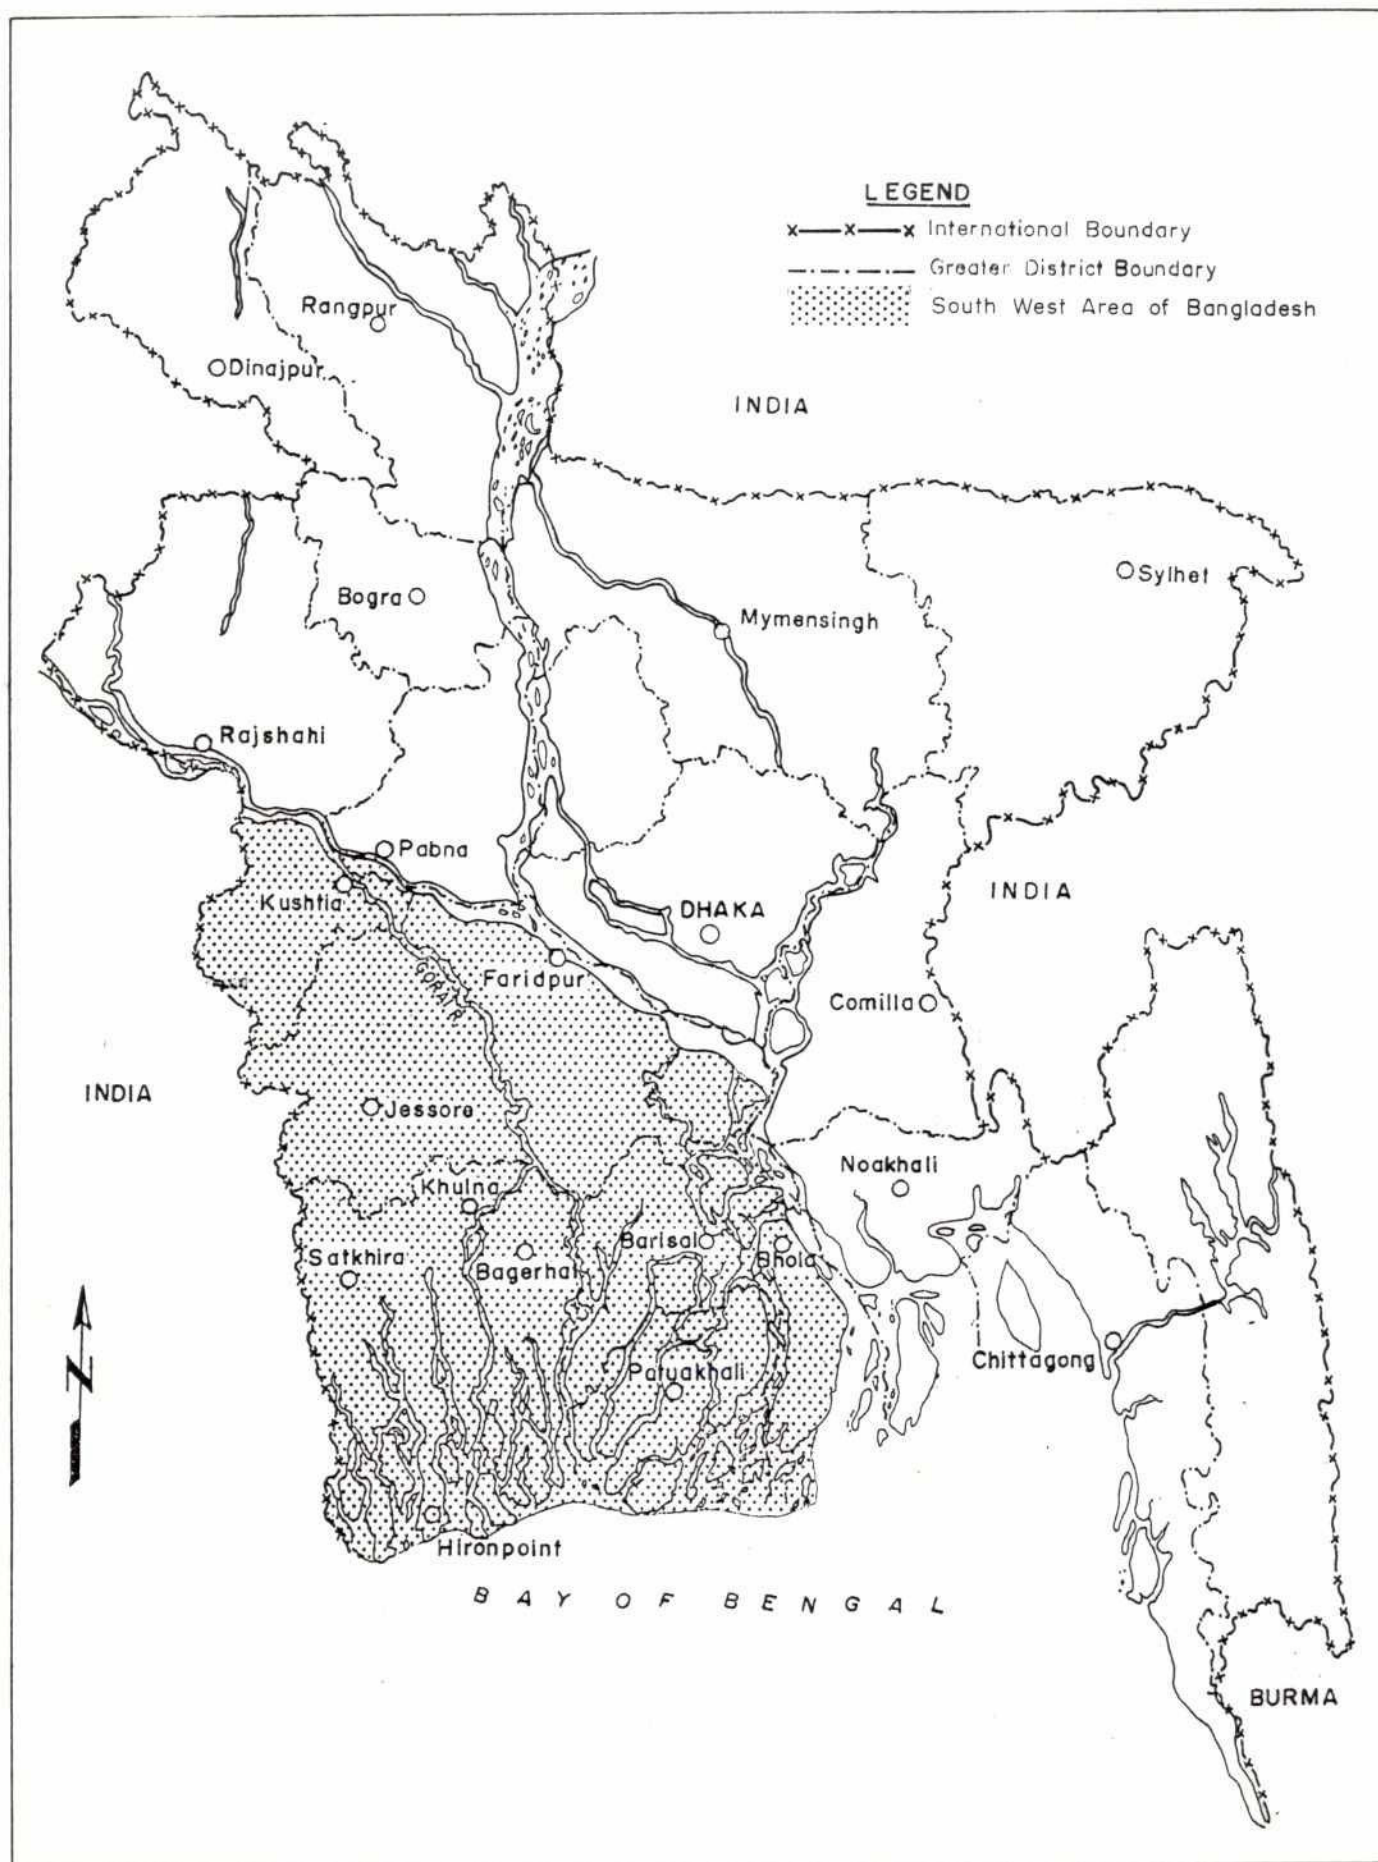 LEGEND
International Boundary
Greater District Boundary
South West Area of Bangladesh
Rangpur
Dinajpur
INDIA
Sylhet
Bogra
Mymensingh
Rajshahi
Pabna
Kushtia
INDIA
DHAKA
Faridpur
GORAI R
Comilla
INDIA
Jessore
Noakhali
Khulna
Satkhira
Bagerhat
Barisal
Bhola
Chittagong
Patuakhali
N
Hironpoint
BAY OF BENGAL
BURMA